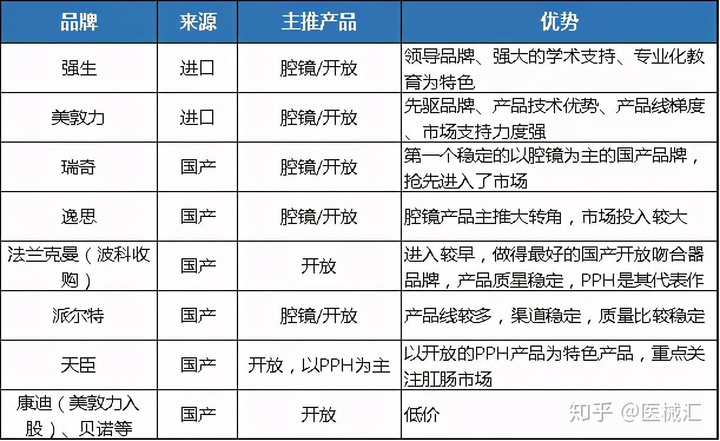 品牌 来源 主推产品 优势
强生 进口 腔镜/开放 领导品牌、强大的学术支持、专业化教
育为特色
美敦力 进口 腔镜/开放 先驱品牌、产品技术优势、产品线梯度
、市场支持力度强
瑞奇 国产 腔镜/开放 第一个稳定的以腔镜为主的国产品牌，
抢先进入了市场
逸思 国产 腔镜/开放 腔镜产品主推大转角，市场投入较大
法兰克曼（波科收
购） 国产 开放 进入较早，做得最好的国产开放吻合器
品牌，产品质星稳定，PPH是其代表作
派尔特 国产 腔镜/开放 产品线较多，渠道稳定，质量比较稳定
天臣 国产 开放，以PPH为主 以开放的PPH产品为特色产品，重点关
注肛肠市场
康迪（美敦力入
股）、贝诺等 国产 开放 低价
知乎 @医械汇